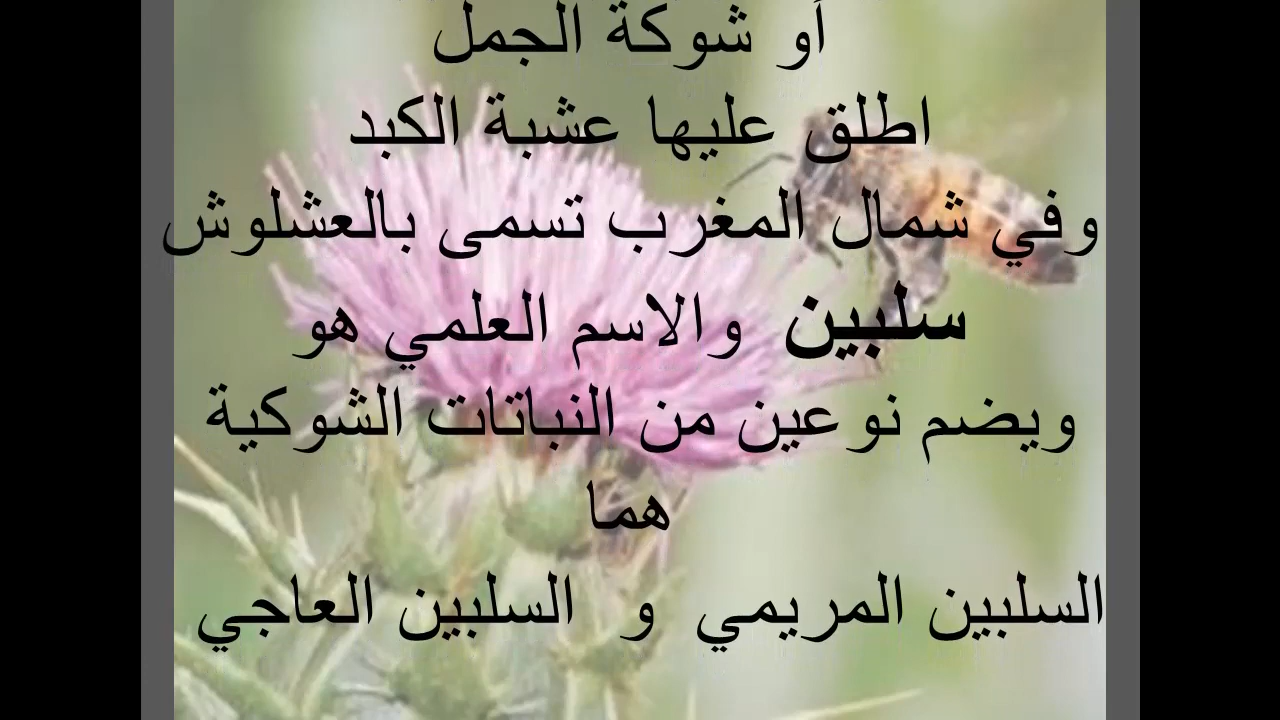 أو شوكة الجمل
اطلق عليها عشبة الكبد
وفي شمال المغرب تسمى بالعشلوش
سلبين والاسم العلمي هو
ويضم نوعين من النباتات الشوكية
هما
السلبين المريمي و السلبين العاجي